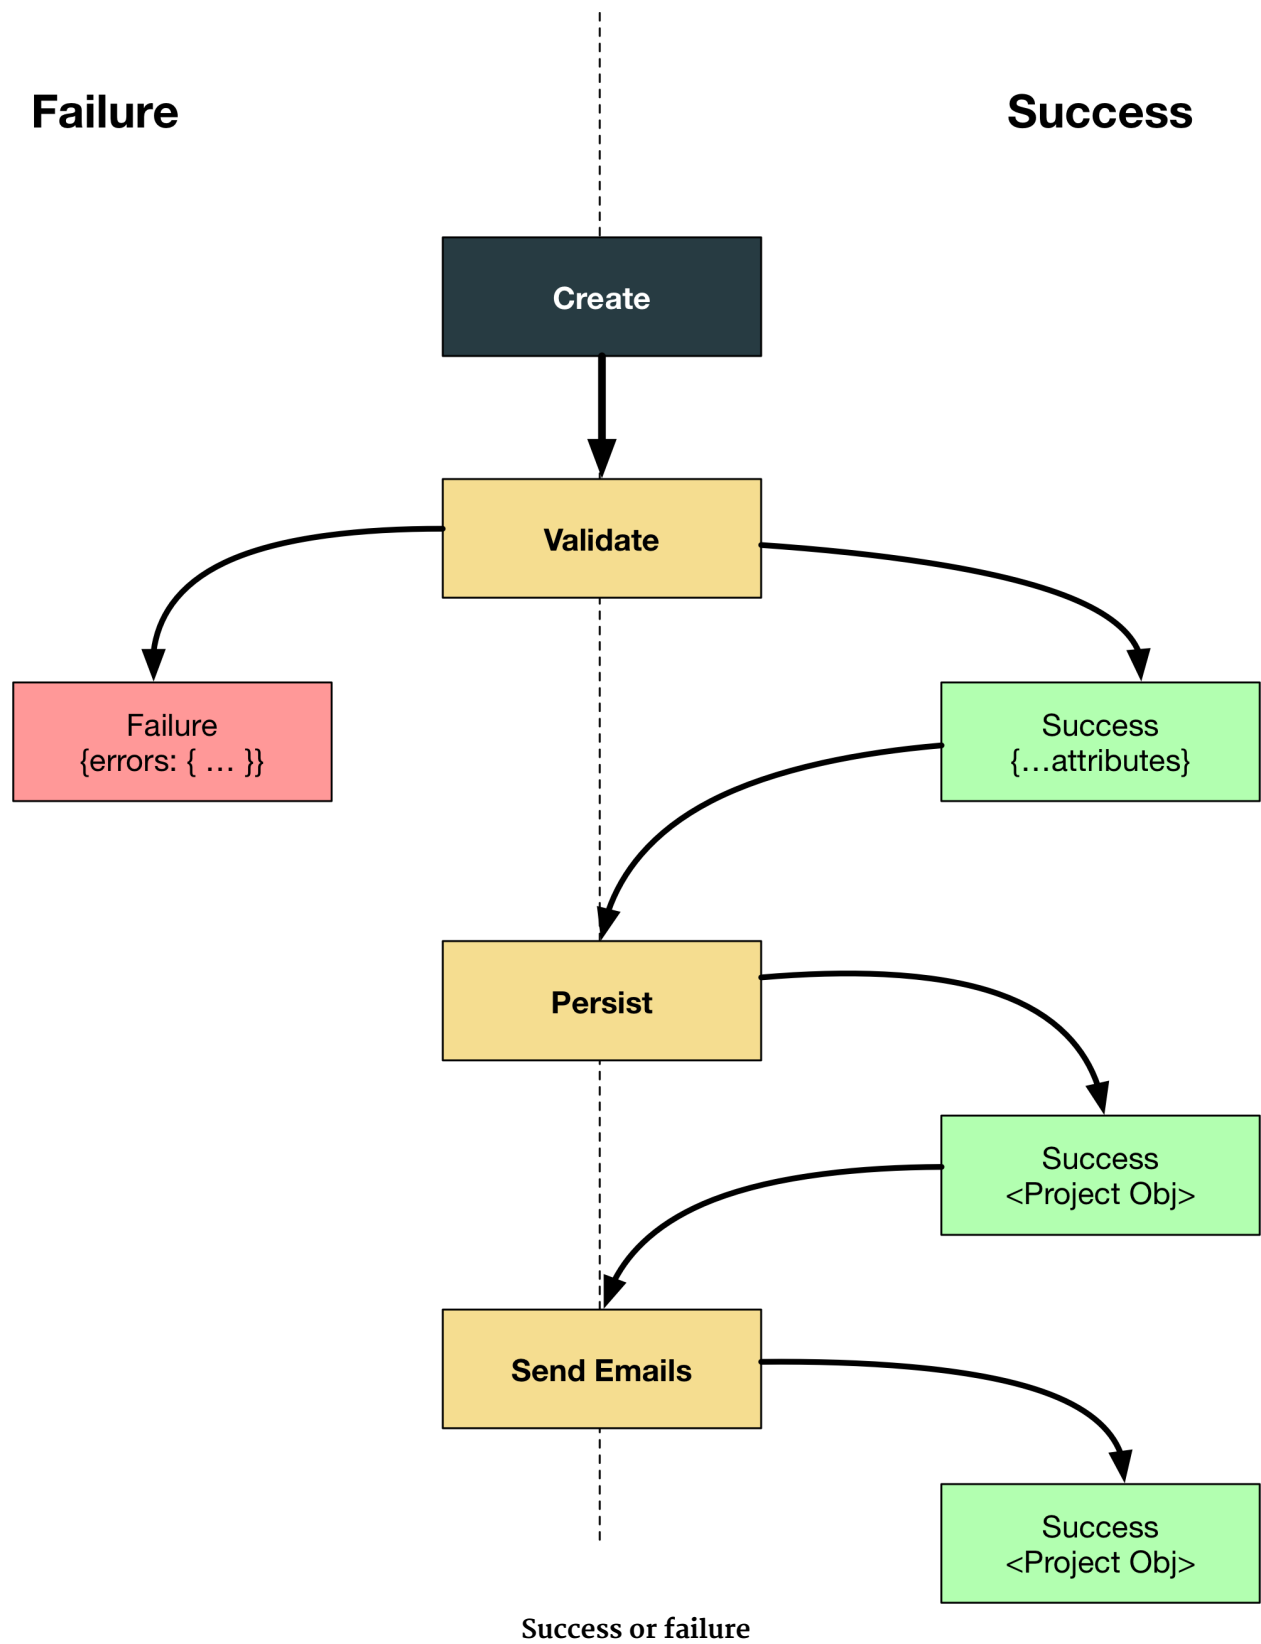 Failure
Success
Create
Validate
Failure
{errors: { … }}
Success
{…attributes}
Persist
Success
<Project Obj>
Send Emails
Success
<Project Obj>
Success or failure